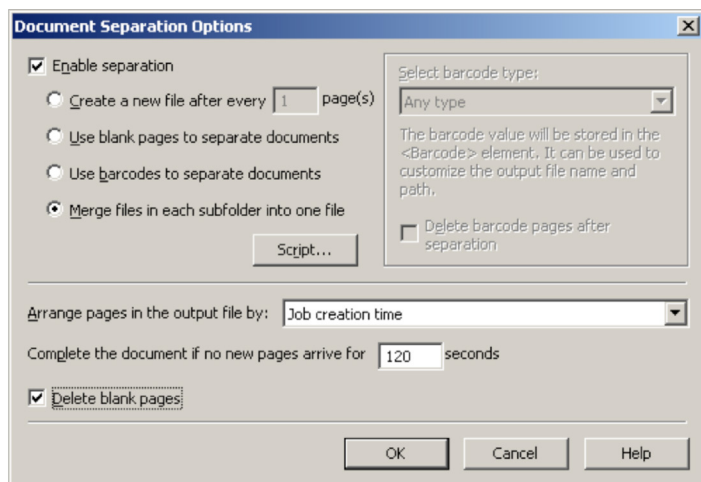 Document Separation Options
Enable separation
Create a new file after every 1 page(s)
Use blank pages to separate documents
Use barcodes to separate documents
Merge files in each subfolder into one file
Script...
Select barcode type:
Any type
The barcode value will be stored in the
<Barcode> element. It can be used to
customize the output file name and
path.
Delete barcode pages after
separation
Arrange pages in the output file by: Job creation time
Complete the document if no new pages arrive for 120 seconds
Delete blank pages
OK Cancel Help